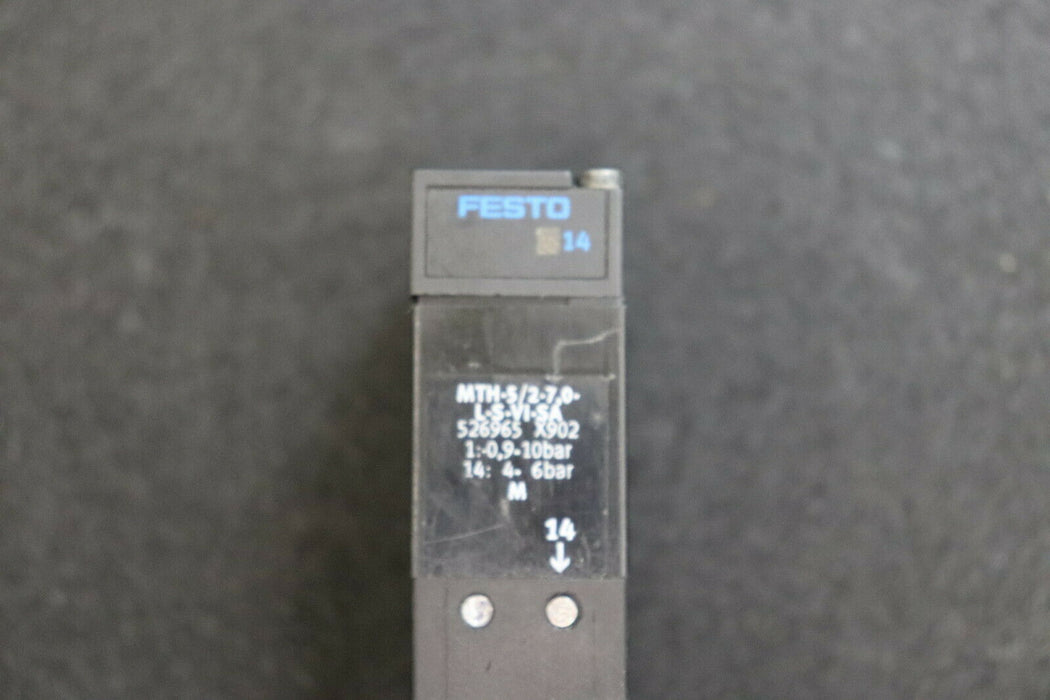 FESTO
14
MTH-5/2-7,0-
L-S-VI-SA
526965 X902
1:-0,9-10bar
14: 4- 6bar
M
14